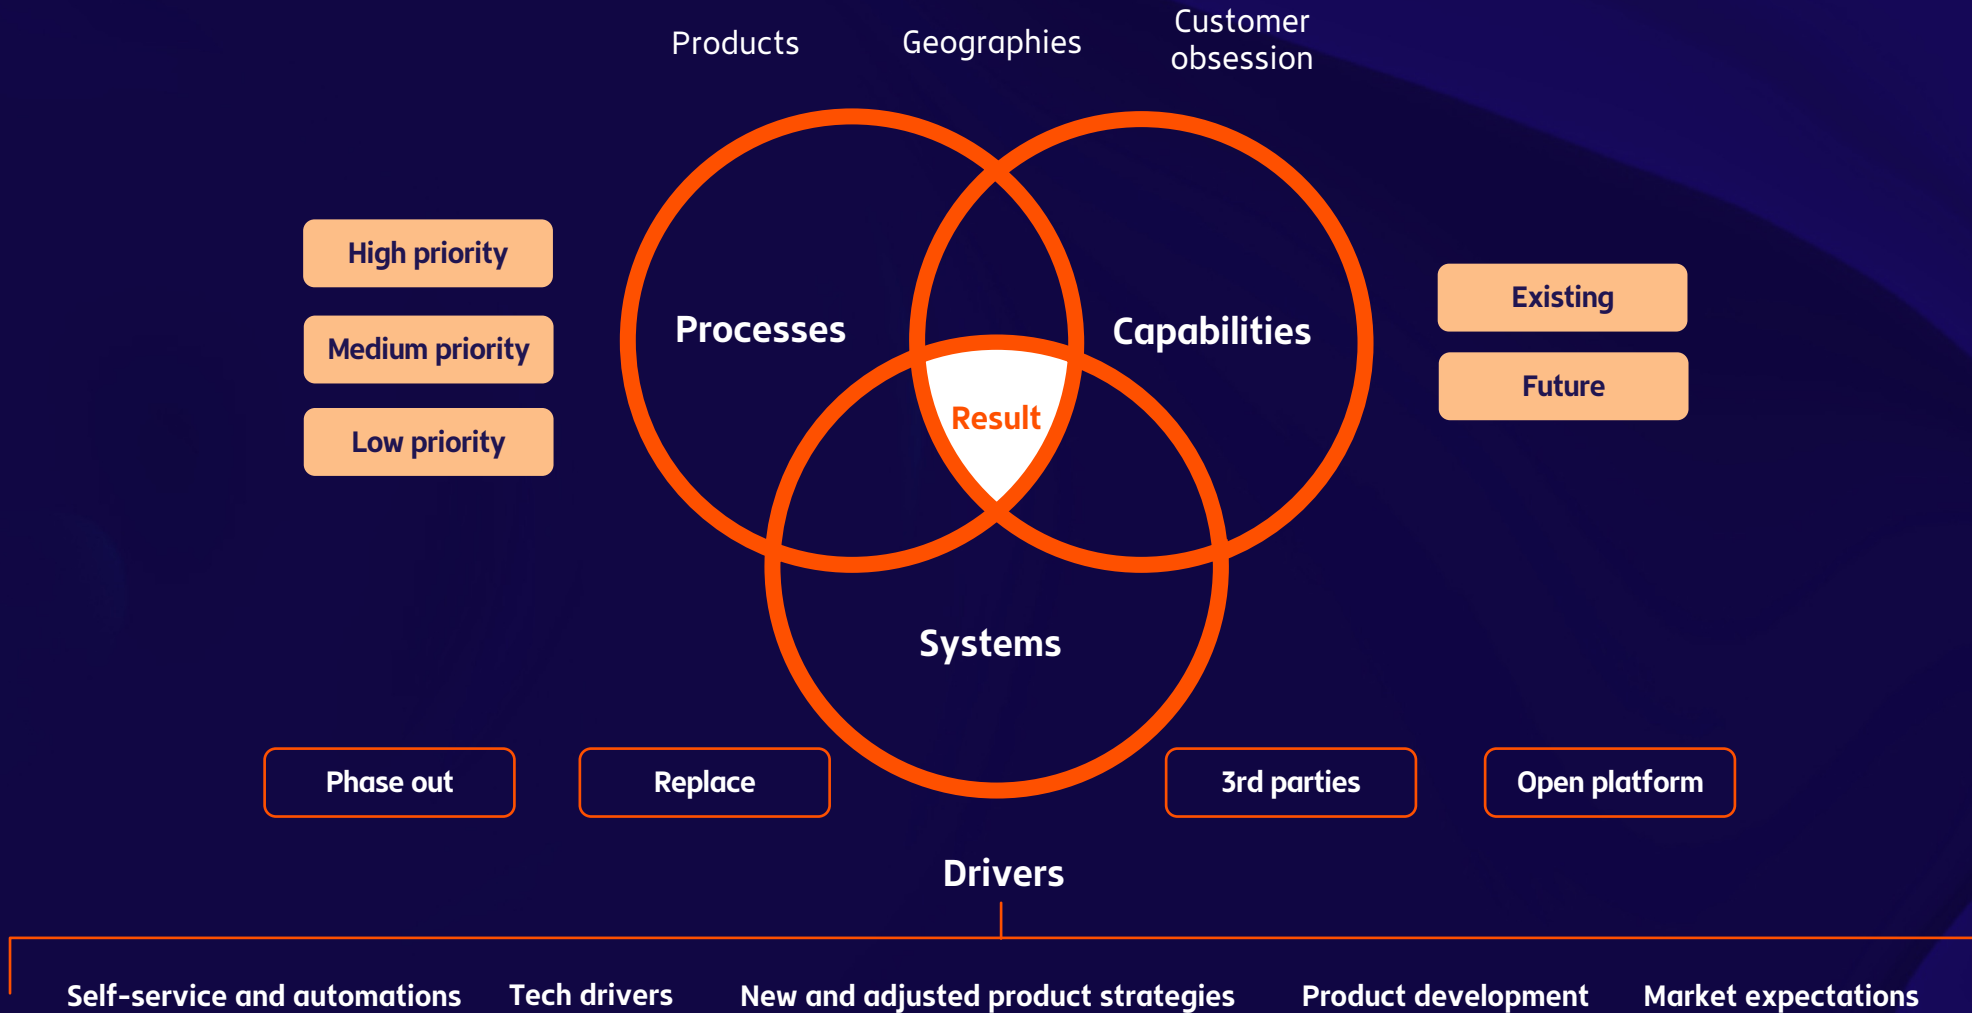 Products
Geographies
Customer
obsession
High priority
Medium priority
Low priority
Processes
Capabilities
Result
Systems
Existing
Future
Phase out
Replace
3rd parties
Open platform
Drivers
Self-service and automations
Tech drivers
New and adjusted product strategies
Product development
Market expectations